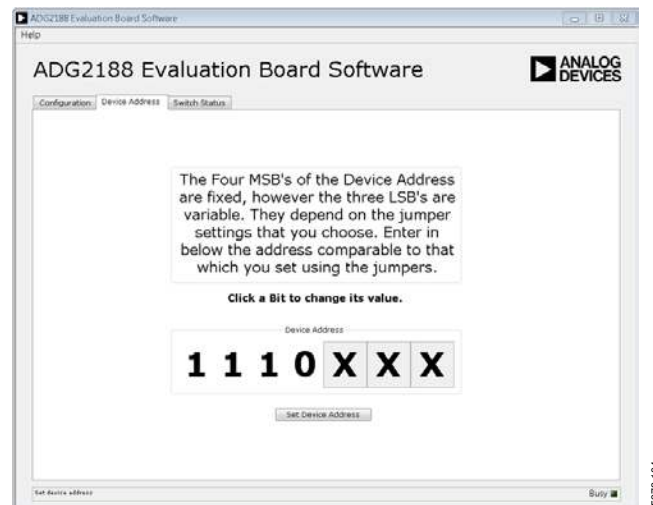 ADG2188 Evaluation Board Software
Help
ADG2188 Evaluation Board Software
ANALOG
DEVICES
Configuration
Device Address
Switch Status
The Four MSB's of the Device Address
are fixed, however the three LSB's are
variable. They depend on the jumper
settings that you choose. Enter in
below the address comparable to that
which you set using the jumpers.
Click a Bit to change its value.
Device Address
1 1 1 0 X X X
Set Device Address
Set device address
Busy